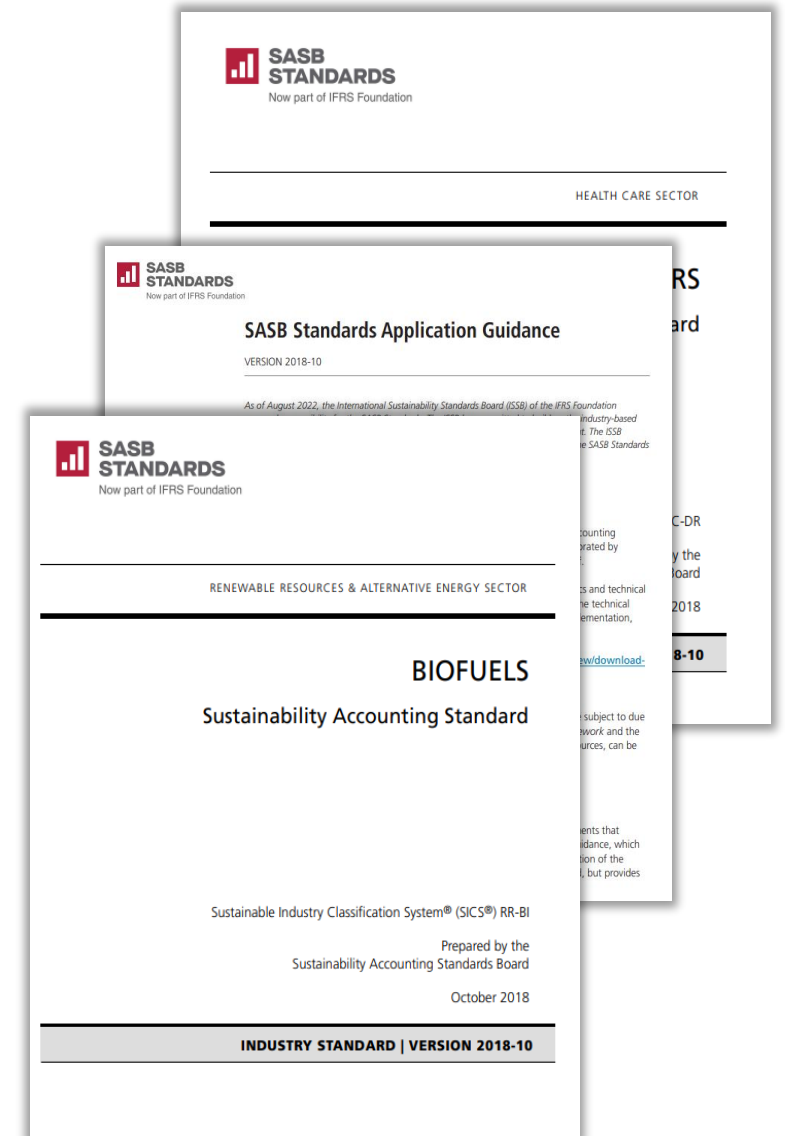 SASB
STANDARDS
Now part of IFRS Foundation
HEALTH CARE SECTOR
RS
ard
C-DR
y the
Board
2018
8-10
SASB
STANDARDS
Now part of IFRS Foundation
SASB Standards Application Guidance
VERSION 2018-10
As of August 2022, the International Sustainability Standards Board (ISSB) of the IFRS Foundation
industry-based
t. The ISSB
e SASB Standards
counting
orated by
cs and technical
he technical
ementation,
ew/download-
subject to due
ework and the
urces, can be
ents that
idance, which
tion of the
, but provides
SASB
STANDARDS
Now part of IFRS Foundation
RENEWABLE RESOURCES & ALTERNATIVE ENERGY SECTOR
BIOFUELS
Sustainability Accounting Standard
Sustainable Industry Classification System® (SICS®) RR-BI
Prepared by the
Sustainability Accounting Standards Board
October 2018
INDUSTRY STANDARD | VERSION 2018-10